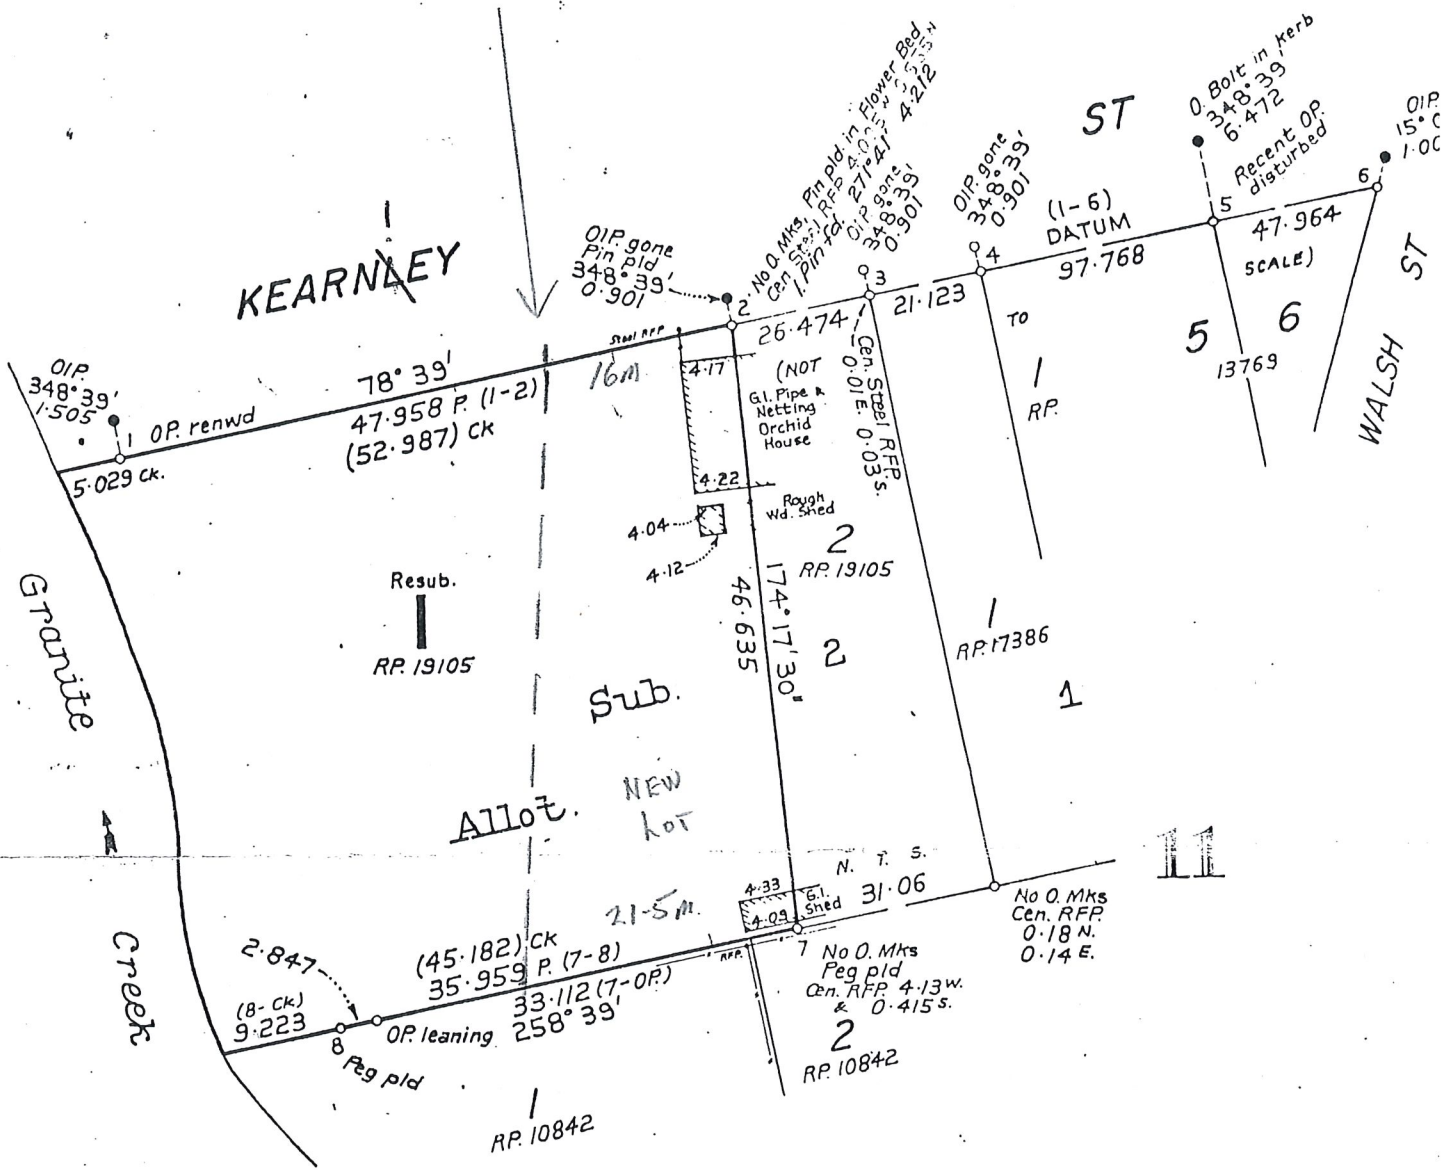 KEARNLEY
ST
O.I.P. gone
Pin pld
348° 39'
0.901
2
No O. Mks, Pin pld. in Flower Bed
Cen Steel RFP
1. Pin fd. 271° 41' 4.212
O.I.P. gone
348° 39'
0.901
3
O.I.P. gone
348° 39'
0.901
4
(1-6)
DATUM
97.768
O. Bolt in kerb
348° 39'
6.472
Recent OP.
disturbed
5
47.964
SCALE)
6
OIP.
15°
1.00
WALSH ST
5
6
13769
26.474
21.123
TO
1
RP.
(NOT
Cen. Steel RFP.
0.01 E. 0.03 s.
OIP.
348° 39'
1.505
1
OP. renwd
5.029 Ck.
78° 39'
47.958 P. (1-2)
(52.987) Ck
Steel RFP
16m
4.17
G.I. Pipe &
Netting
Orchid
House
4.22
Rough
Wd. Shed
4.04
4.12
2
RP. 19105
174° 17' 30"
46.635
2
Resub.
1
RP. 19105
1
RP. 17386
1
Granite
Creek
Sub.
Allot.
NEW
LOT
11
N. T. S.
31.06
4.33
4.09
G.I.
Shed
21.5m.
(45.182) Ck
35.959 P. (7-8)
33.112 (7-OP.)
258° 39'
RFP.
7
No O. Mks
Peg pld
Cen. RFP. 4.13 w.
& 0.415 s.
No O. Mks
Cen. RFP.
0.18 N.
0.14 E.
2.847
(8-Ck)
9.223
8
Peg pld
OP. leaning
1
RP. 10842
2
RP. 10842